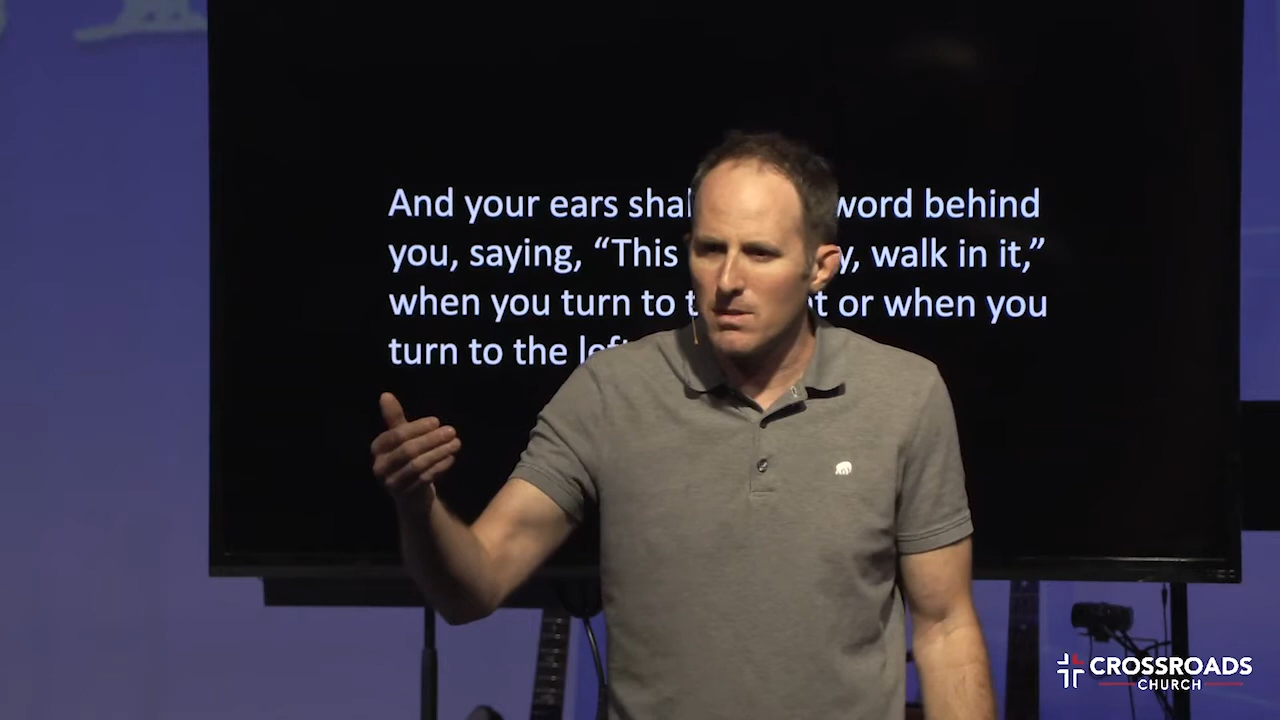 And your ears shal word behind
you, saying, “This y, walk in it,”
when you turn to t t or when you
turn to the left
CROSSROADS
CHURCH